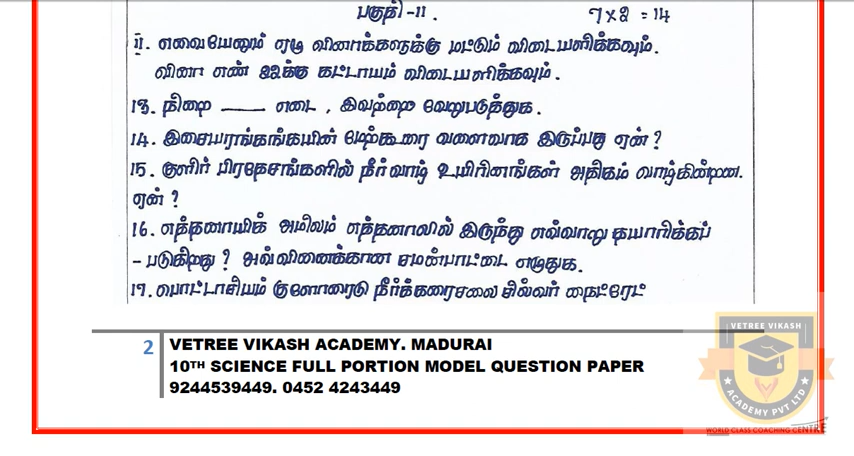 பகுதி -II . 7 x 2 = 14
II. எவையேனும் ஏழு வினாக்களுக்கு மட்டும் விடையளிக்கவும்.
வினா எண் 22க்கு கட்டாயம் விடையளிக்கவும் .
13. நிறை ____ எடை , இவற்றை வேறுபடுத்துக .
14. இசையரங்கங்கயின் மேற்கூரை வளைவாக இருப்பது ஏன் ?
15. குளிர் பிரதேசங்களில் நீர்வாழ் உயிரினங்கள் அதிகம் வாழ்கின்றன.
ஏன் ?
16. எத்தனாயிக் அமிலம் எத்தனாலில் இருந்து எவ்வாறு தயாரிக்கப்
- படுகிறது ? அவ்வினைக்கான சமன்பாட்டை எழுதுக.
17. பொட்டாசியம் குளோரைடு நீர்க்கரைசலை சில்வர் நைட்ரேட்
2 VETREE VIKASH ACADEMY. MADURAI
10TH SCIENCE FULL PORTION MODEL QUESTION PAPER
9244539449. 0452 4243449
VETREE VIKASH
ACADEMY PVT LTD
WORLD CLASS COACHING CENTRE